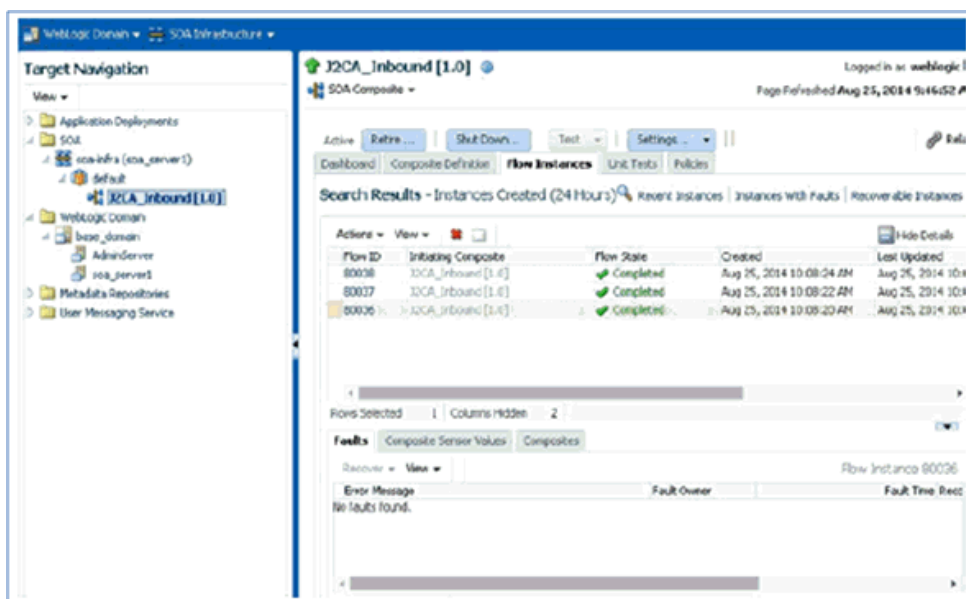 WebLogic Domain SOA Infrastructure
Target Navigation
View
Application Deployments
SOA
soa-infra (soa_server1)
default
J2CA_Inbound [1.0]
WebLogic Domain
base_domain
AdminServer
soa_server1
Metadata Repositories
User Messaging Service
J2CA_Inbound [1.0]
Logged in as weblogic
SOA Composite
Page Refreshed Aug 25, 2014 9:46:52
Active Retire ... Shut Down... Test Settings ...
Dashboard Composite Definition Flow Instances Unit Tests Policies
Search Results - Instances Created (24 Hours) Recent Instances Instances With Faults Recoverable Instances
Actions View Hide Details
Flow ID Initiating Composite Flow State Created Last Updated
80038 J2CA_Inbound [1.0] Completed Aug 25, 2014 10:08:24 AM Aug 25, 2014
80037 J2CA_Inbound [1.0] Completed Aug 25, 2014 10:08:22 AM Aug 25, 2014
80036 J2CA_Inbound [1.0] Completed Aug 25, 2014 10:08:20 AM Aug 25, 2014
Rows Selected 1 Columns Hidden 2
Faults Composite Sensor Values Composites
Recover View Flow Instance 80036
Error Message Fault Owner Fault Time
No faults found.